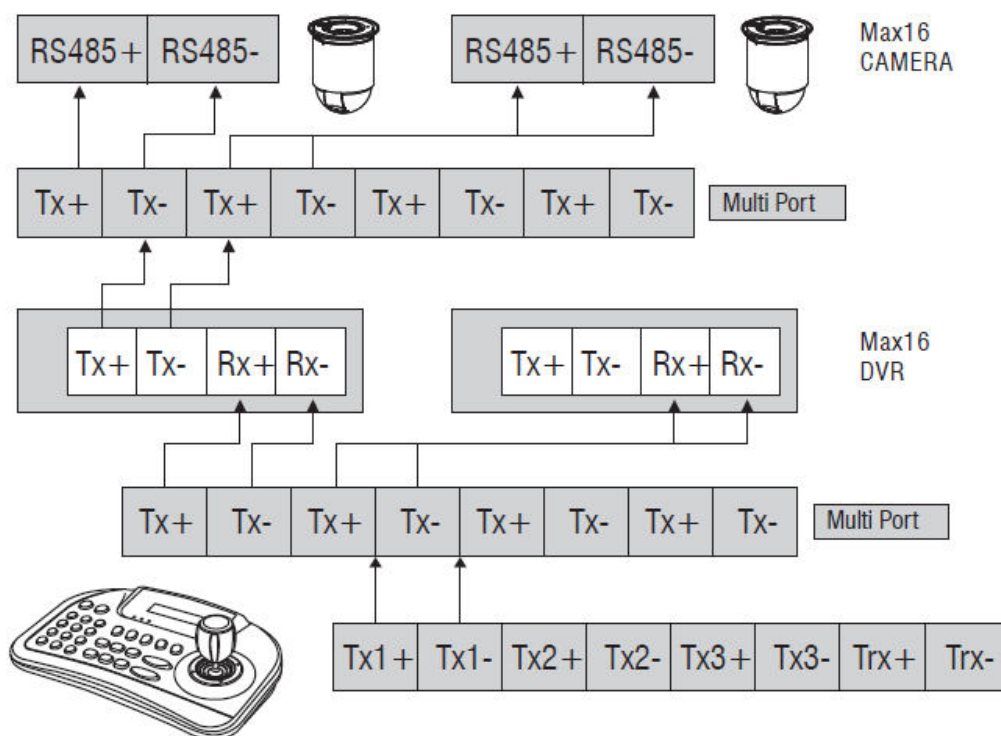 RS485+ RS485- RS485+ RS485- Max16
CAMERA
Tx+ Tx- Tx+ Tx- Tx+ Tx- Tx+ Tx- Multi Port
Tx+ Tx- Rx+ Rx- Tx+ Tx- Rx+ Rx- Max16
DVR
Tx+ Tx- Tx+ Tx- Tx+ Tx- Tx+ Tx- Multi Port
Tx1+ Tx1- Tx2+ Tx2- Tx3+ Tx3- Trx+ Trx-